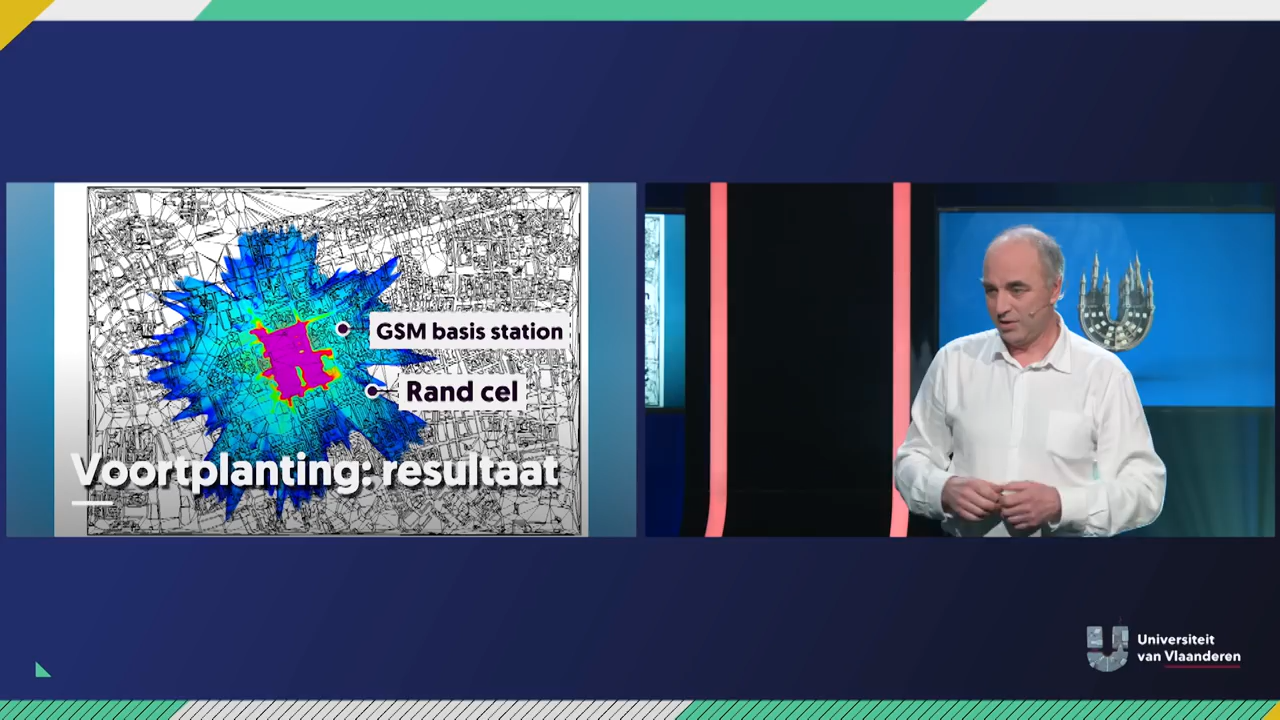 GSM basis station
Rand cel
Voortplanting: resultaat
Universiteit
van Vlaanderen